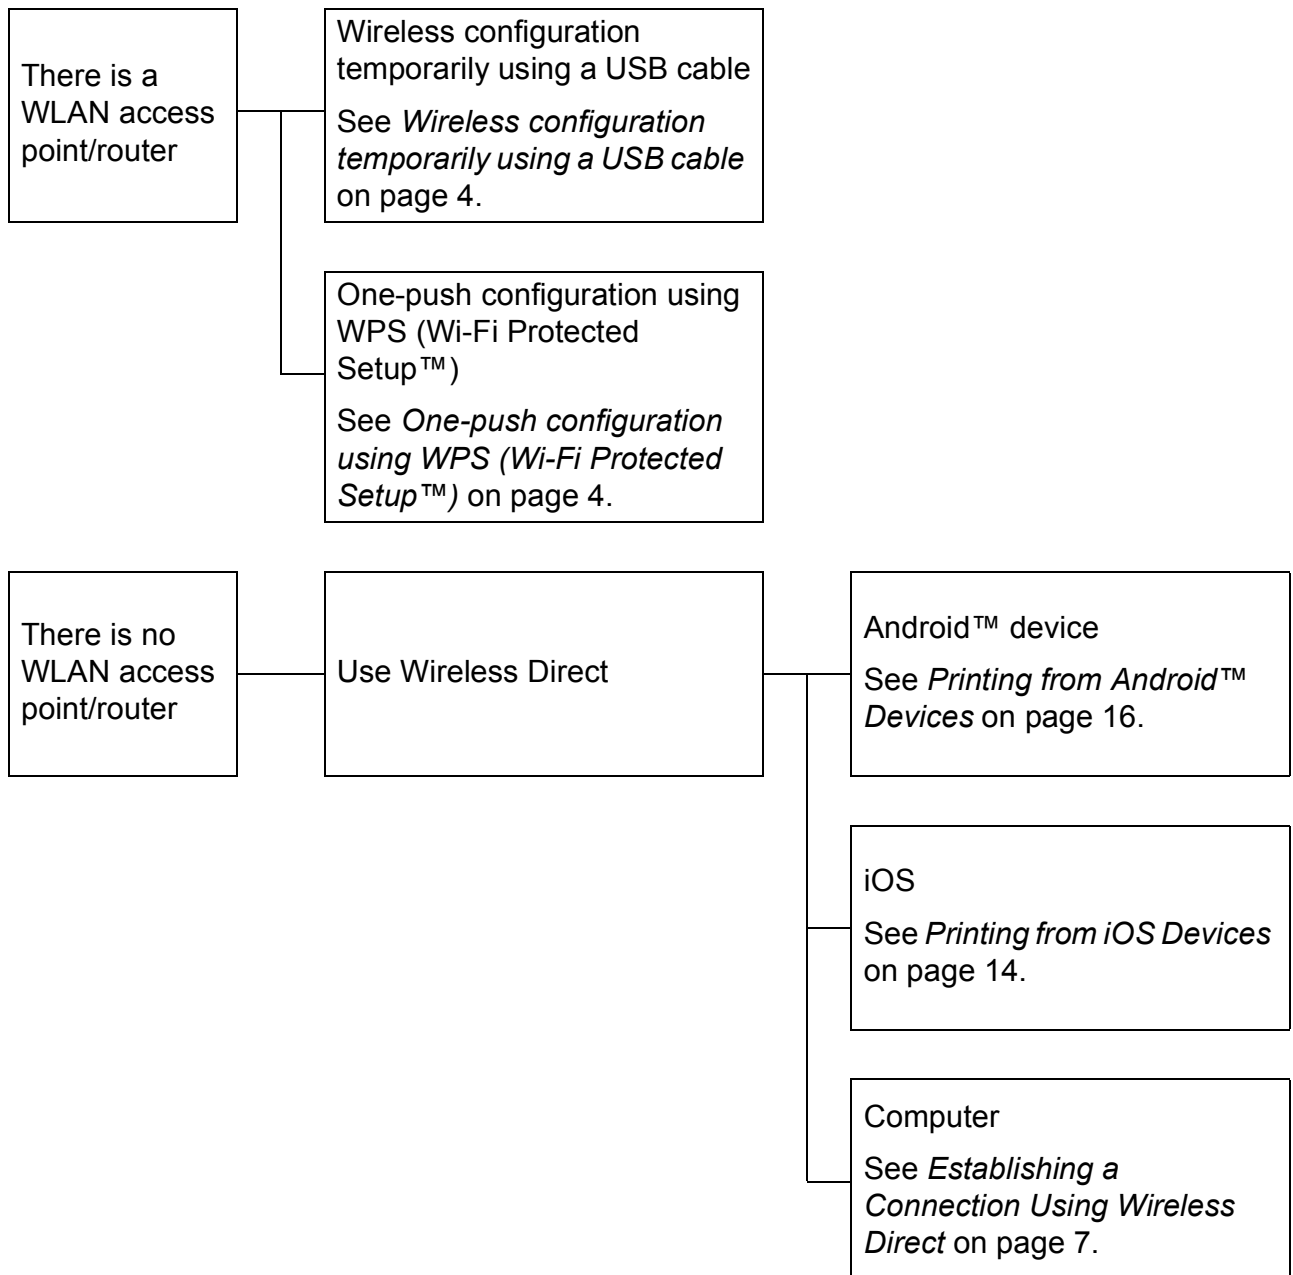 There is a
WLAN access
point/router
Wireless configuration
temporarily using a USB cable
See Wireless configuration
temporarily using a USB cable
on page 4.
One-push configuration using
WPS (Wi-Fi Protected
Setup™)
See One-push configuration
using WPS (Wi-Fi Protected
Setup™) on page 4.
There is no
WLAN access
point/router
Use Wireless Direct
Android™ device
See Printing from Android™
Devices on page 16.
iOS
See Printing from iOS Devices
on page 14.
Computer
See Establishing a
Connection Using Wireless
Direct on page 7.